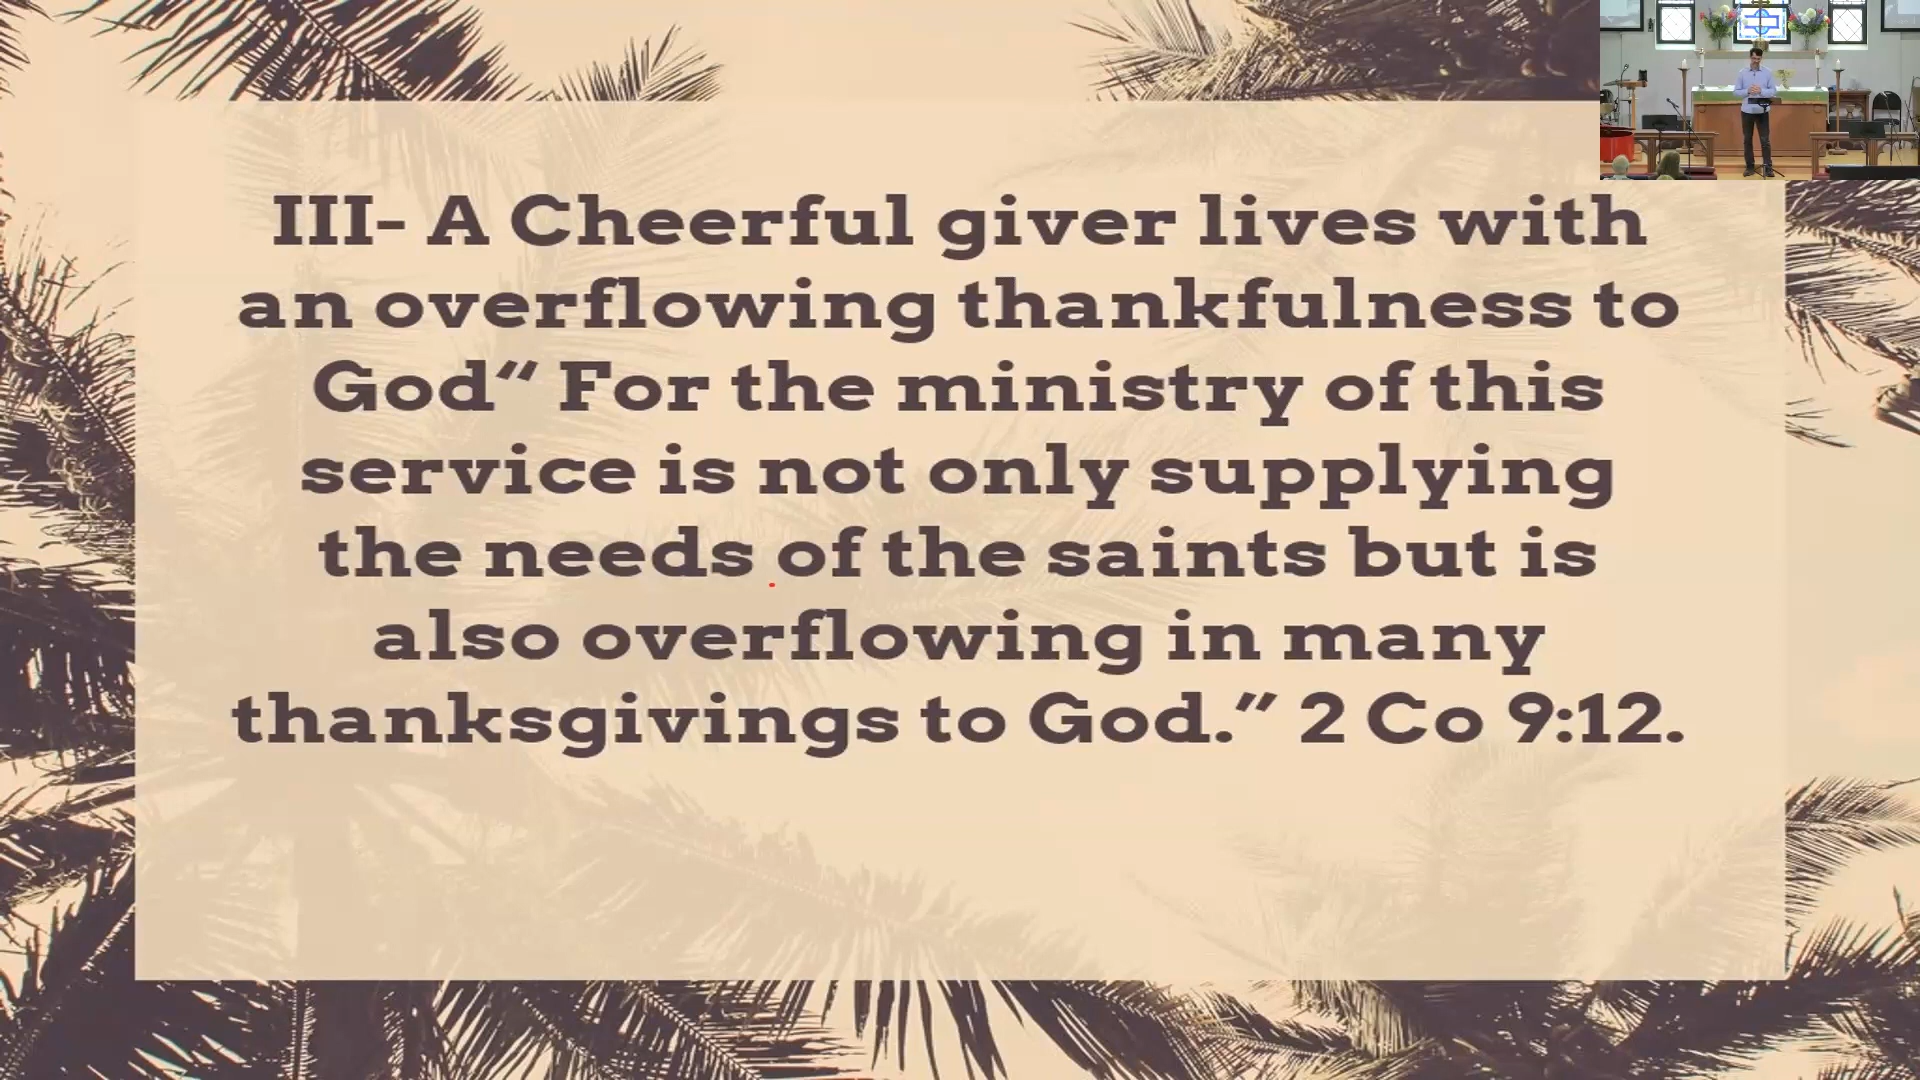 III- A Cheerful giver lives with
an overflowing thankfulness to
God“ For the ministry of this
service is not only supplying
the needs of the saints but is
also overflowing in many
thanksgivings to God.” 2 Co 9:12.